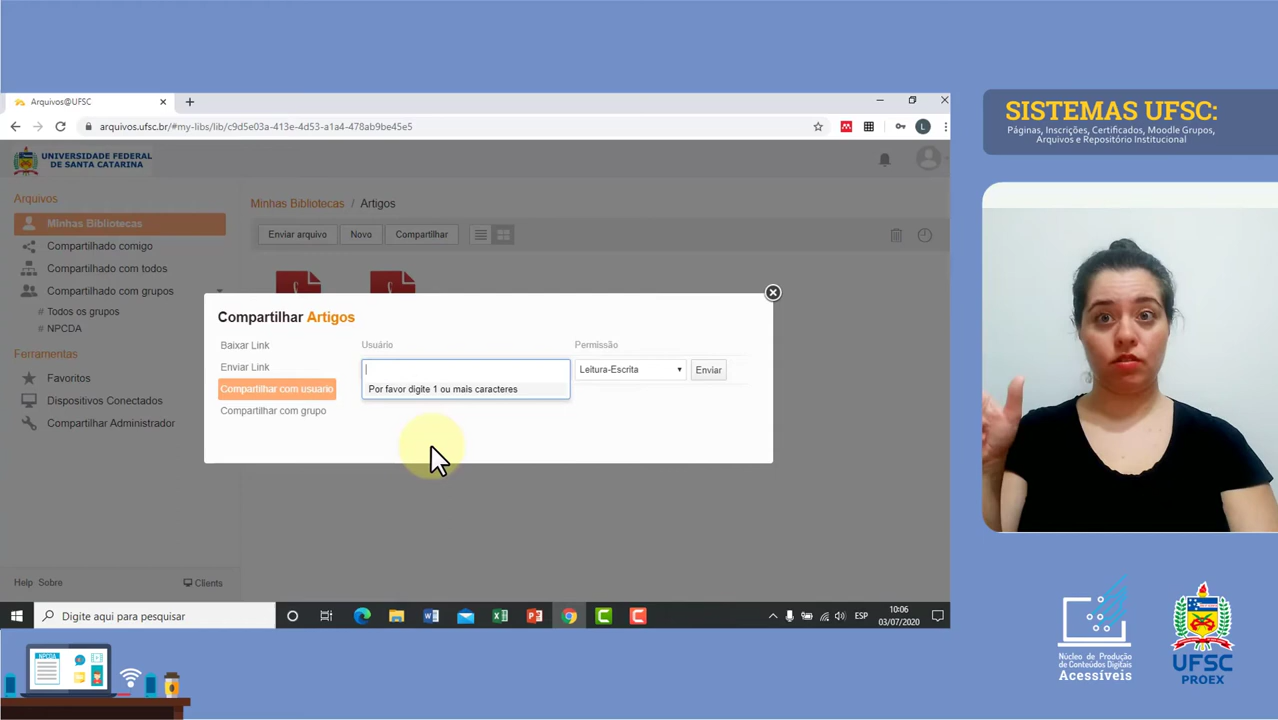 Arquivos@UFSC
arquivos.ufsc.br/#my-libs/lib/c9d5e03a-413e-4d53-a1a4-478ab9be45e5
L
UNIVERSIDADE FEDERAL
DE SANTA CATARINA
Arquivos
Minhas Bibliotecas
Compartilhado comigo
Compartilhado com todos
Compartilhado com grupos
# Todos os grupos
# NPCDA
Ferramentas
Favoritos
Dispositivos Conectados
Compartilhar Administrador
Help Sobre
Clients
Minhas Bibliotecas / Artigos
Enviar arquivo Novo Compartilhar
Compartilhar Artigos
Baixar Link
Enviar Link
Compartilhar com usuario
Compartilhar com grupo
Usuário Permissão
Leitura-Escrita Enviar
Por favor digite 1 ou mais caracteres
Digite aqui para pesquisar
ESP
10:06
03/07/2020
SISTEMAS UFSC:
Páginas, Inscrições, Certificados, Moodle Grupos,
Arquivos e Repositório Institucional
NPCDA
Núcleo de Produção
de Conteúdos Digitais
Acessíveis
UFSC
PROEX